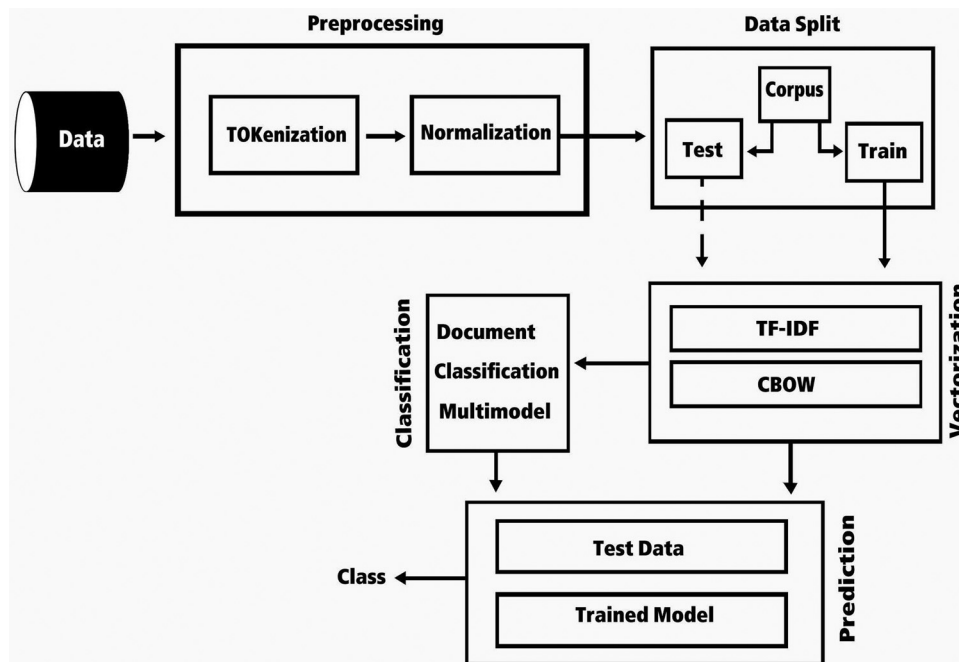 Preprocessing
Data Split
Data
TOKenization
Normalization
Corpus
Test
Train
Classification
Document
Classification
Multimodel
TF-IDF
CBOW
Vectorization
Test Data
Trained Model
Class
Prediction